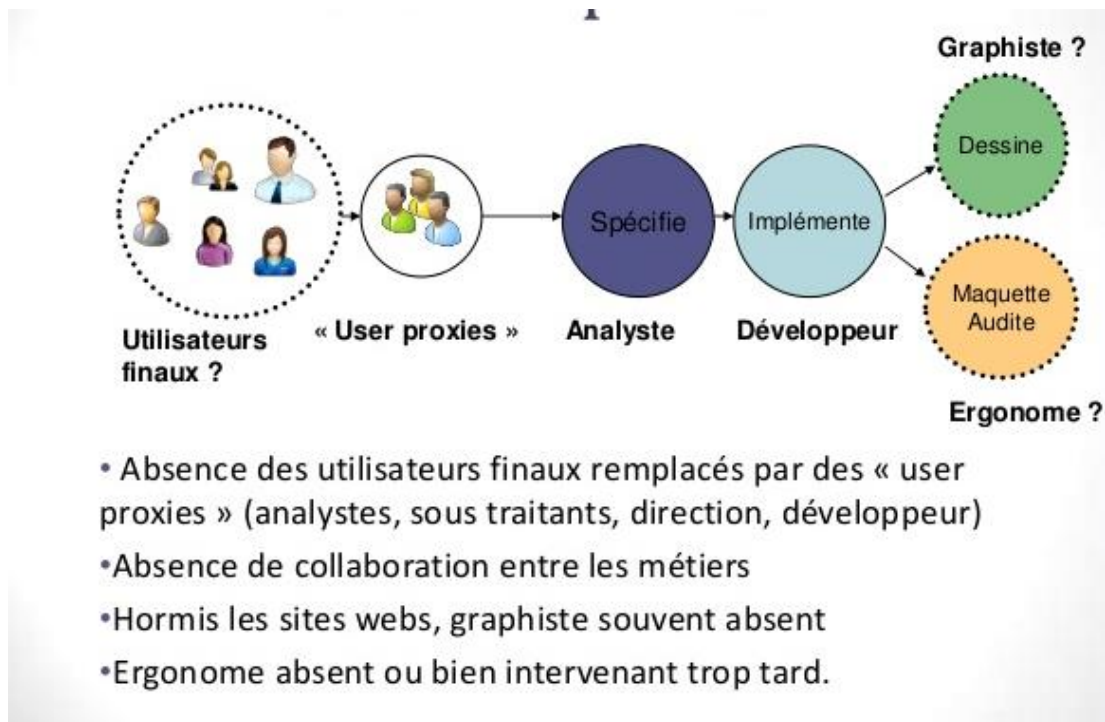 Graphiste ?
Dessine
Spécifie
Implémente
Maquette
Audite
Utilisateurs
finaux ?
« User proxies »
Analyste
Développeur
Ergonome ?
• Absence des utilisateurs finaux remplacés par des « user
proxies » (analystes, sous traitants, direction, développeur)
•Absence de collaboration entre les métiers
•Hormis les sites webs, graphiste souvent absent
•Ergonome absent ou bien intervenant trop tard.